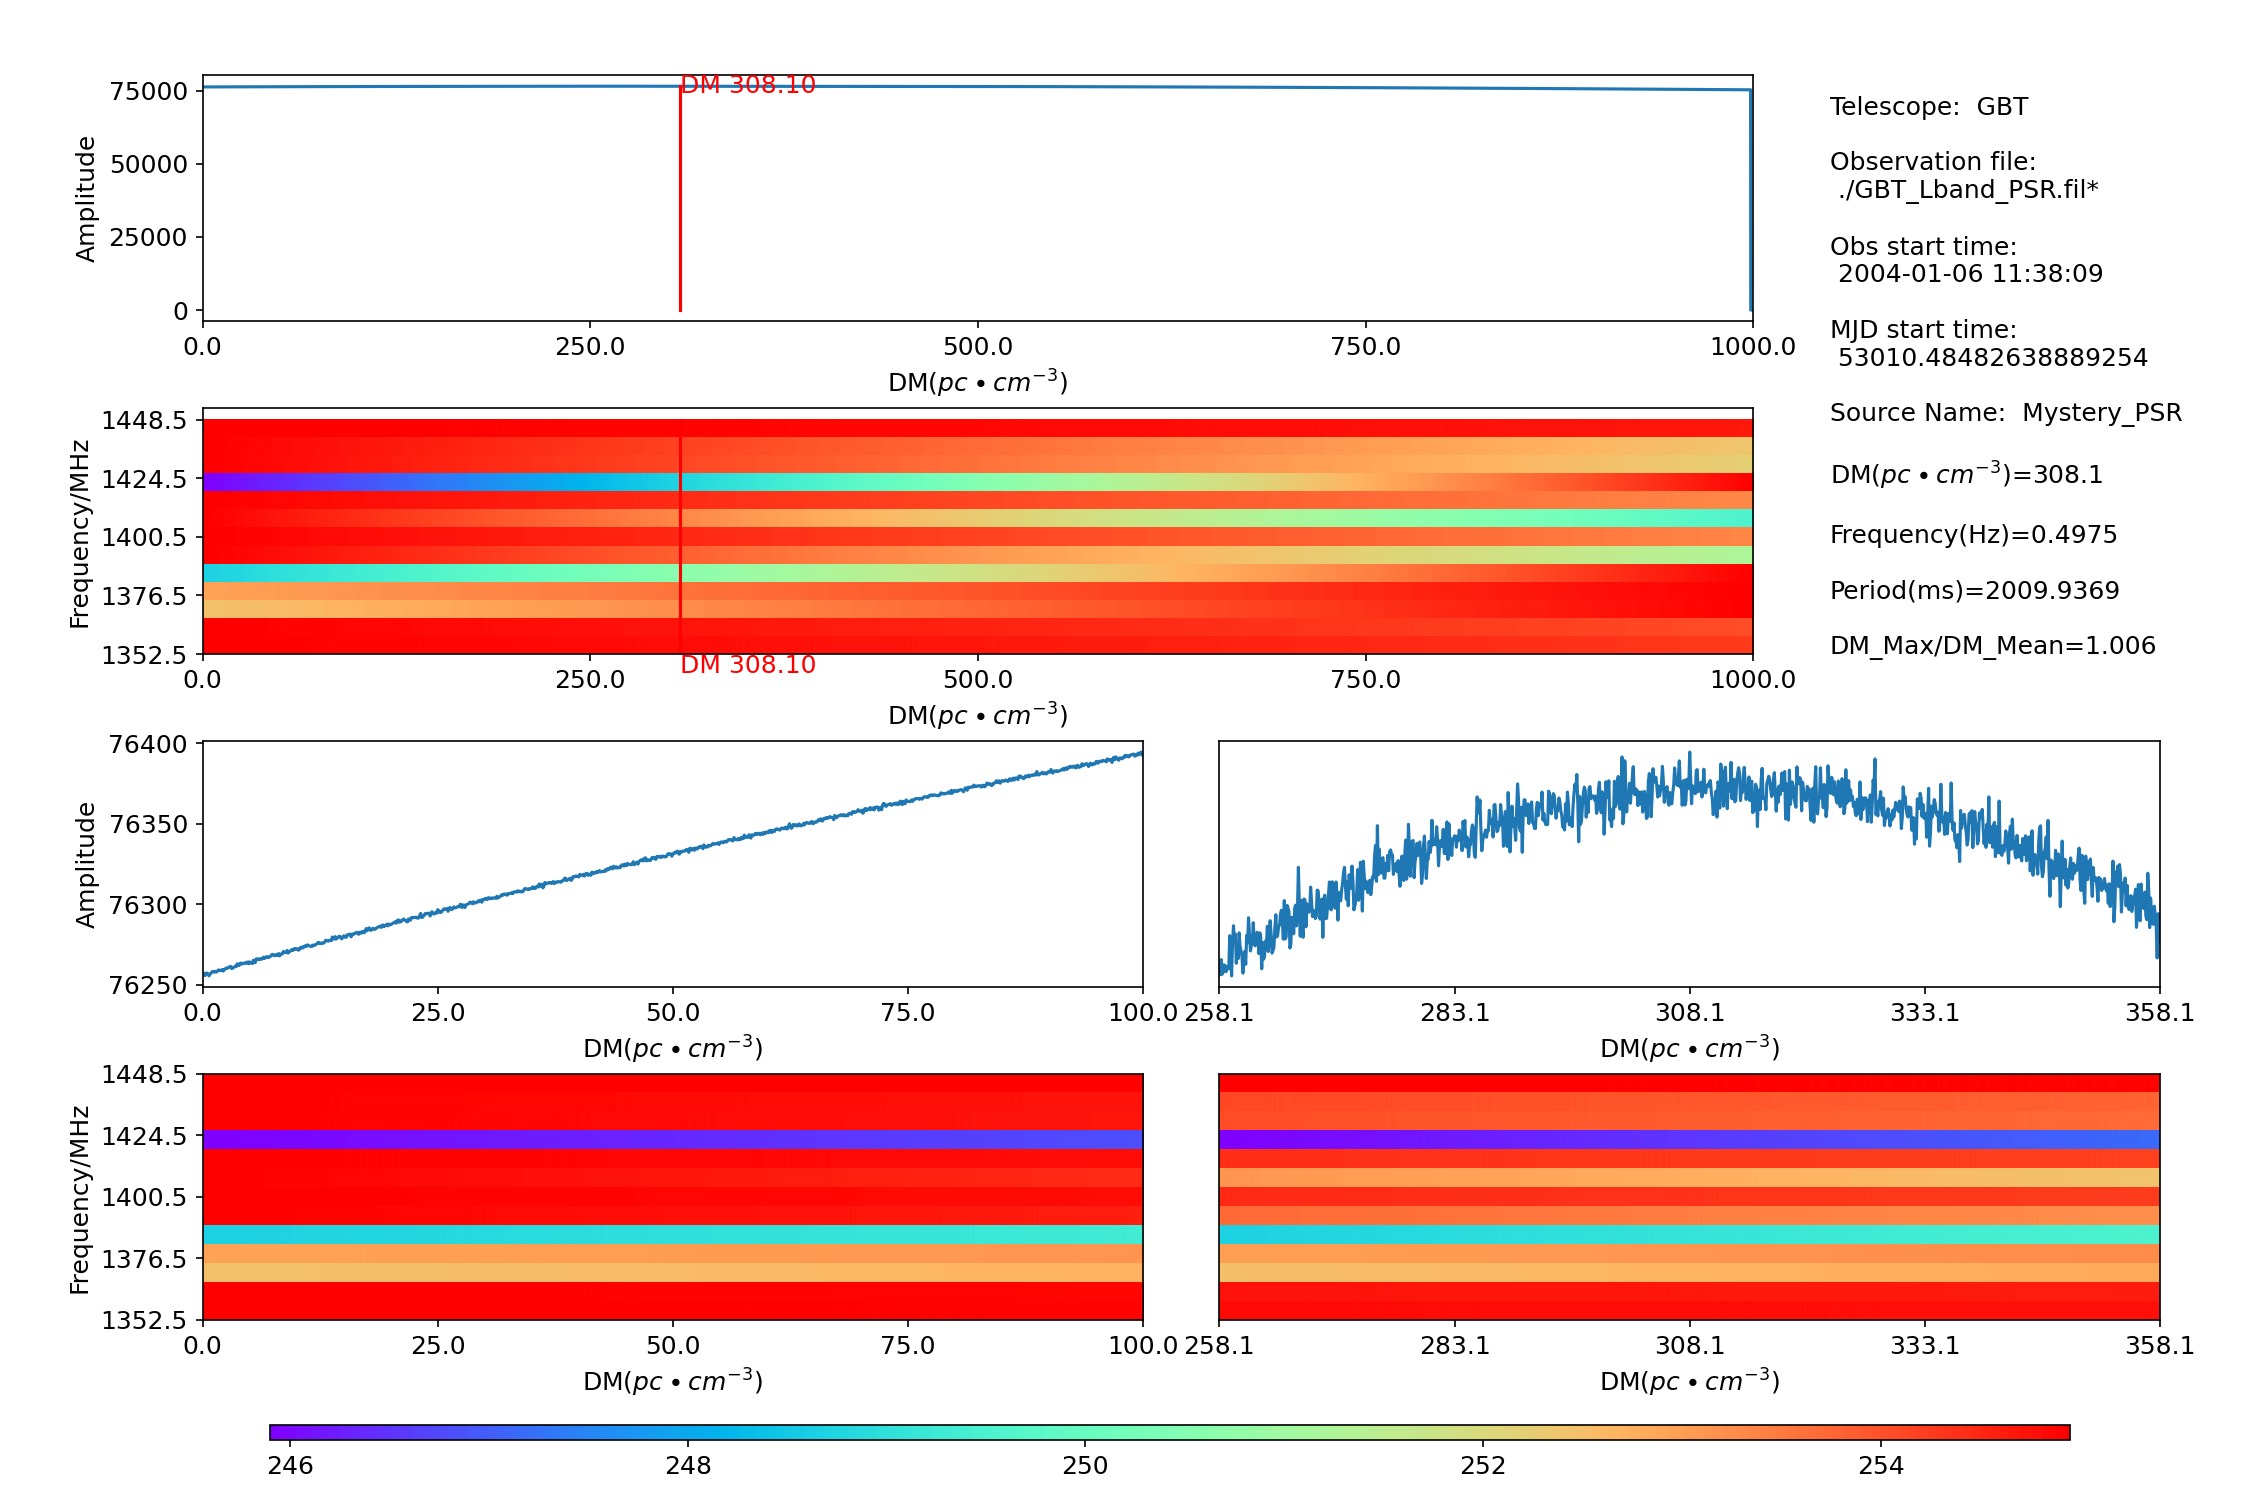 DM 308.10
75000
50000
25000
0
Amplitude
0.0 250.0 500.0 750.0 1000.0
DM(pc • cm⁻³)
1448.5
1424.5
1400.5
1376.5
1352.5
Frequency/MHz
DM 308.10
0.0 250.0 500.0 750.0 1000.0
DM(pc • cm⁻³)
Telescope:  GBT
Observation file:
./GBT_Lband_PSR.fil*
Obs start time:
2004-01-06 11:38:09
MJD start time:
53010.48482638889254
Source Name:  Mystery_PSR
DM(pc • cm⁻³)=308.1
Frequency(Hz)=0.4975
Period(ms)=2009.9369
DM_Max/DM_Mean=1.006
76400
76350
76300
76250
Amplitude
0.0 25.0 50.0 75.0 100.0
DM(pc • cm⁻³)
258.1 283.1 308.1 333.1 358.1
DM(pc • cm⁻³)
1448.5
1424.5
1400.5
1376.5
1352.5
Frequency/MHz
0.0 25.0 50.0 75.0 100.0
DM(pc • cm⁻³)
258.1 283.1 308.1 333.1 358.1
DM(pc • cm⁻³)
246 248 250 252 254